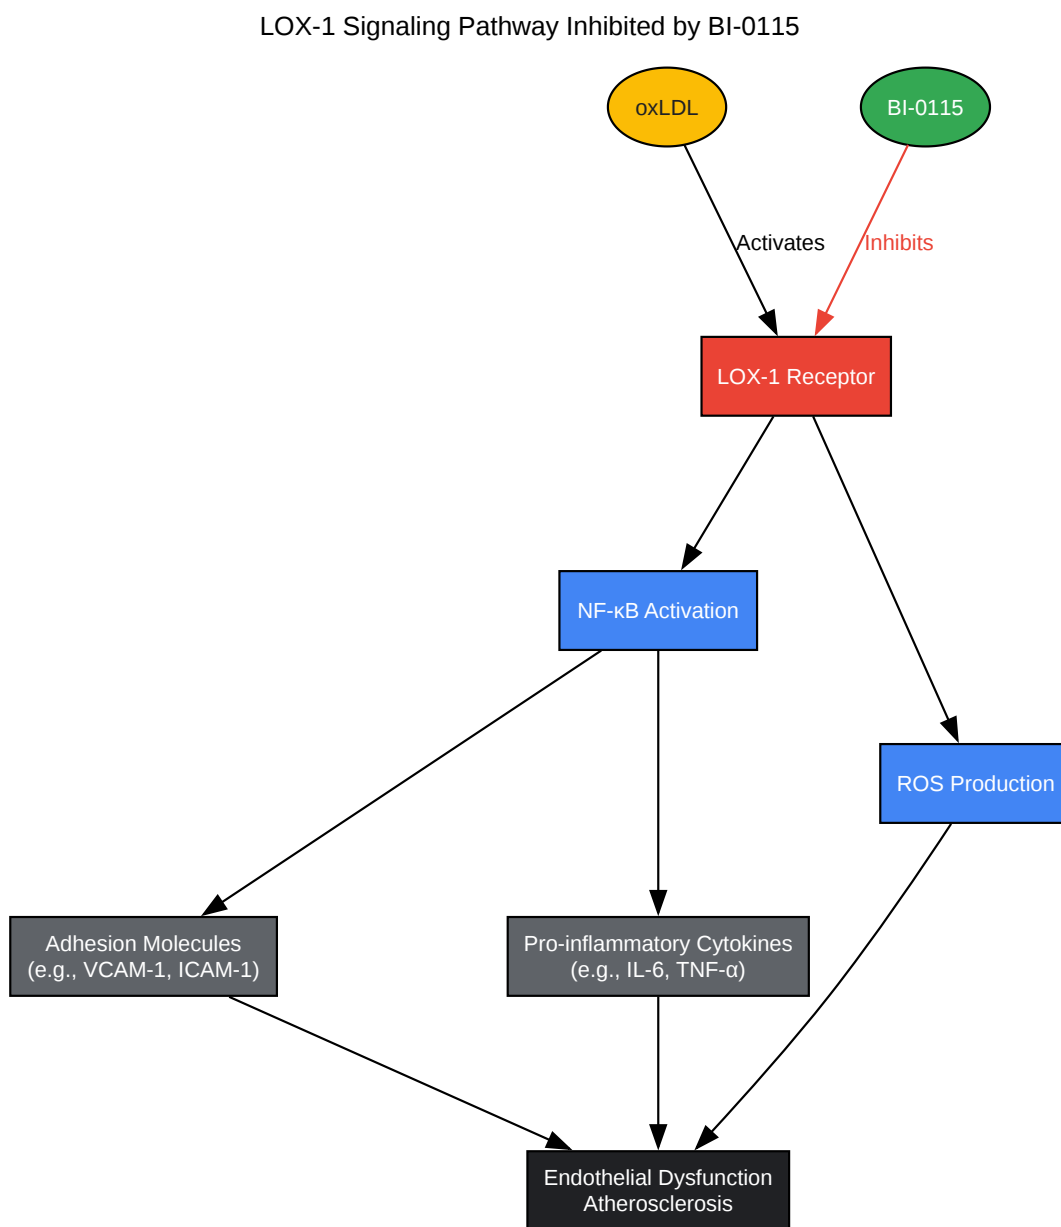 LOX-1 Signaling Pathway Inhibited by BI-0115
oxLDL
BI-0115
Activates
Inhibits
LOX-1 Receptor
NF-κB Activation
ROS Production
Adhesion Molecules
(e.g., VCAM-1, ICAM-1)
Pro-inflammatory Cytokines
(e.g., IL-6, TNF-α)
Endothelial Dysfunction
Atherosclerosis